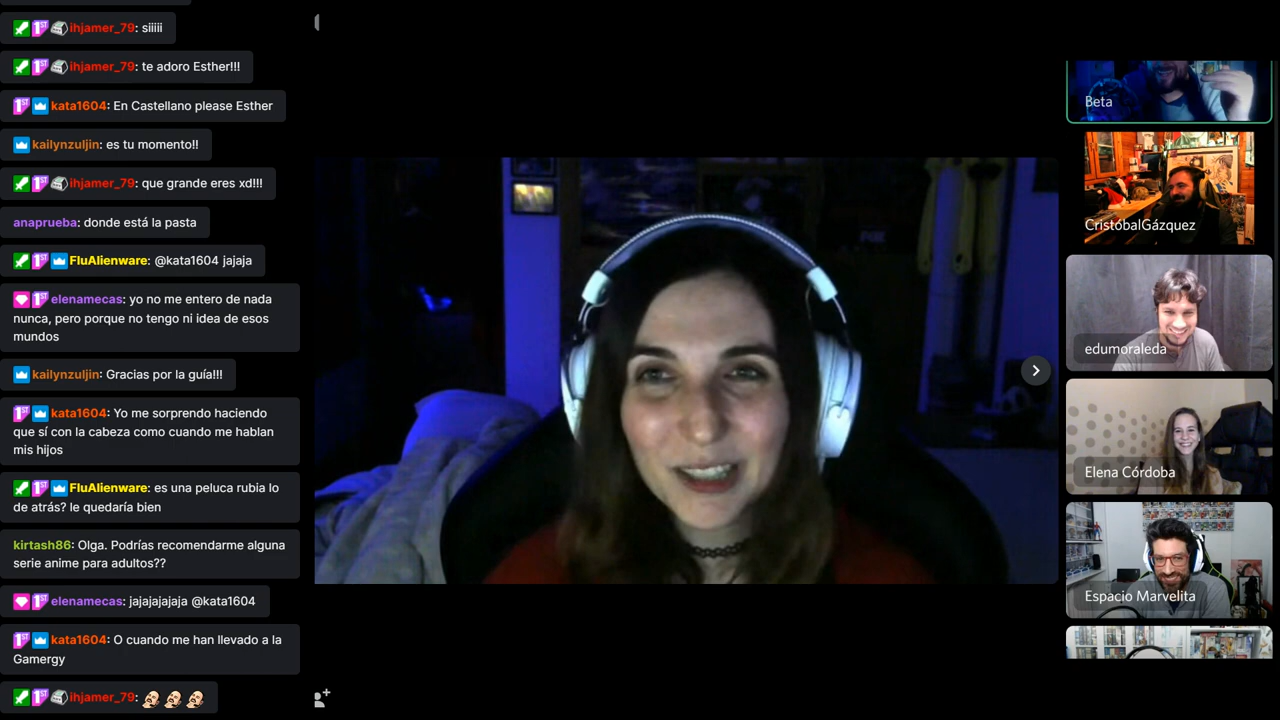 ihjamer_79: siiiii
ihjamer_79: te adoro Esther!!!
kata1604: En Castellano please Esther
kailynzuljin: es tu momento!!
ihjamer_79: que grande eres xd!!!
anaprueba: donde está la pasta
FluAlienware: @kata1604 jajaja
elenamecas: yo no me entero de nada
nunca, pero porque no tengo ni idea de esos
mundos
kailynzuljin: Gracias por la guía!!!
kata1604: Yo me sorprendo haciendo
que sí con la cabeza como cuando me hablan
mis hijos
FluAlienware: es una peluca rubia lo
de atrás? le quedaría bien
kirtash86: Olga. Podrías recomendarme alguna
serie anime para adultos??
elenamecas: jajajajajaja @kata1604
kata1604: O cuando me han llevado a la
Gamergy
ihjamer_79:
Beta
CristóbalGázquez
edumoraleda
Elena Córdoba
Espacio Marvelita